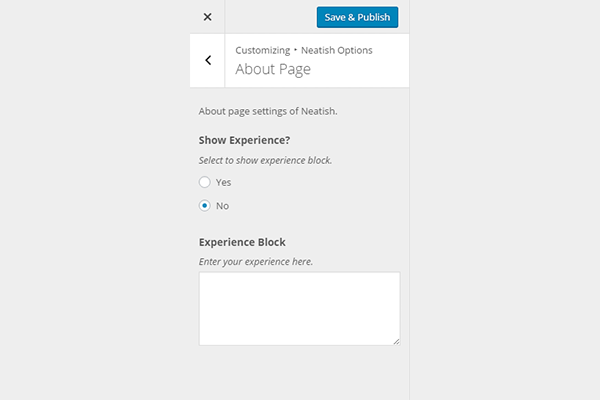 Save & Publish
Customizing • Neatish Options
About Page
About page settings of Neatish.
Show Experience?
Select to show experience block.
Yes
No
Experience Block
Enter your experience here.